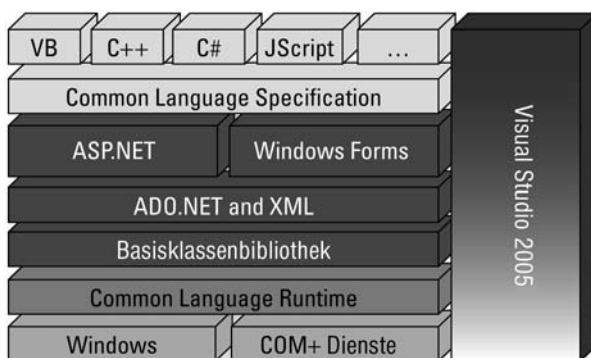 VB C++ C# JScript ...
Common Language Specification
ASP.NET Windows Forms
ADO.NET and XML
Basisklassenbibliothek
Common Language Runtime
Windows COM+ Dienste
Visual Studio 2005